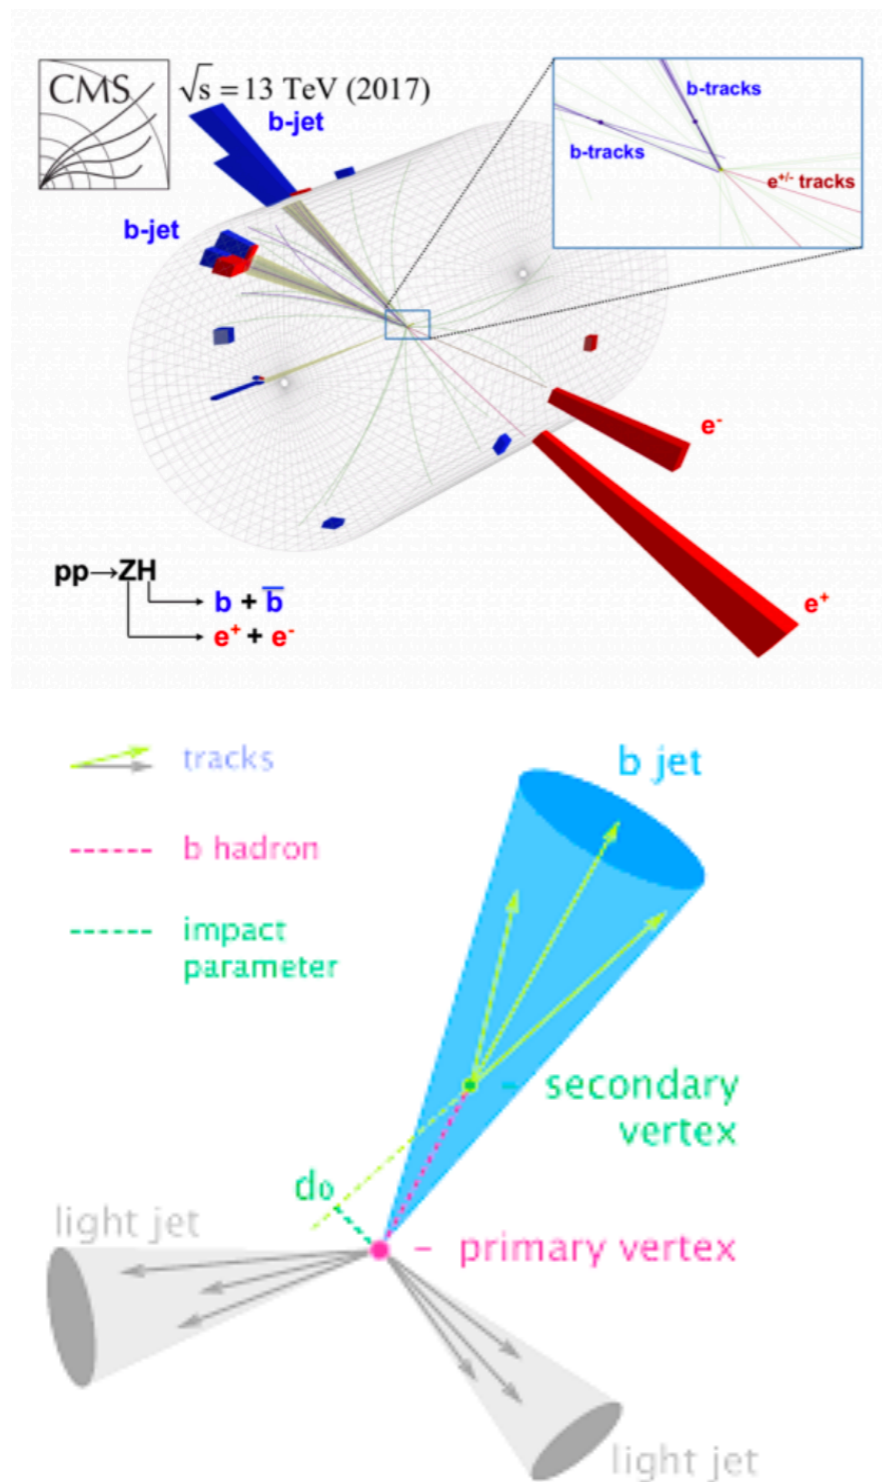 CMS
√s = 13 TeV (2017)
b-jet
b-jet
b-tracks
b-tracks
e+/- tracks
e-
e+
pp→ZH
b + b̅
e+ + e-
tracks
b jet
b hadron
impact
parameter
secondary
vertex
d0
light jet
primary vertex
light jet